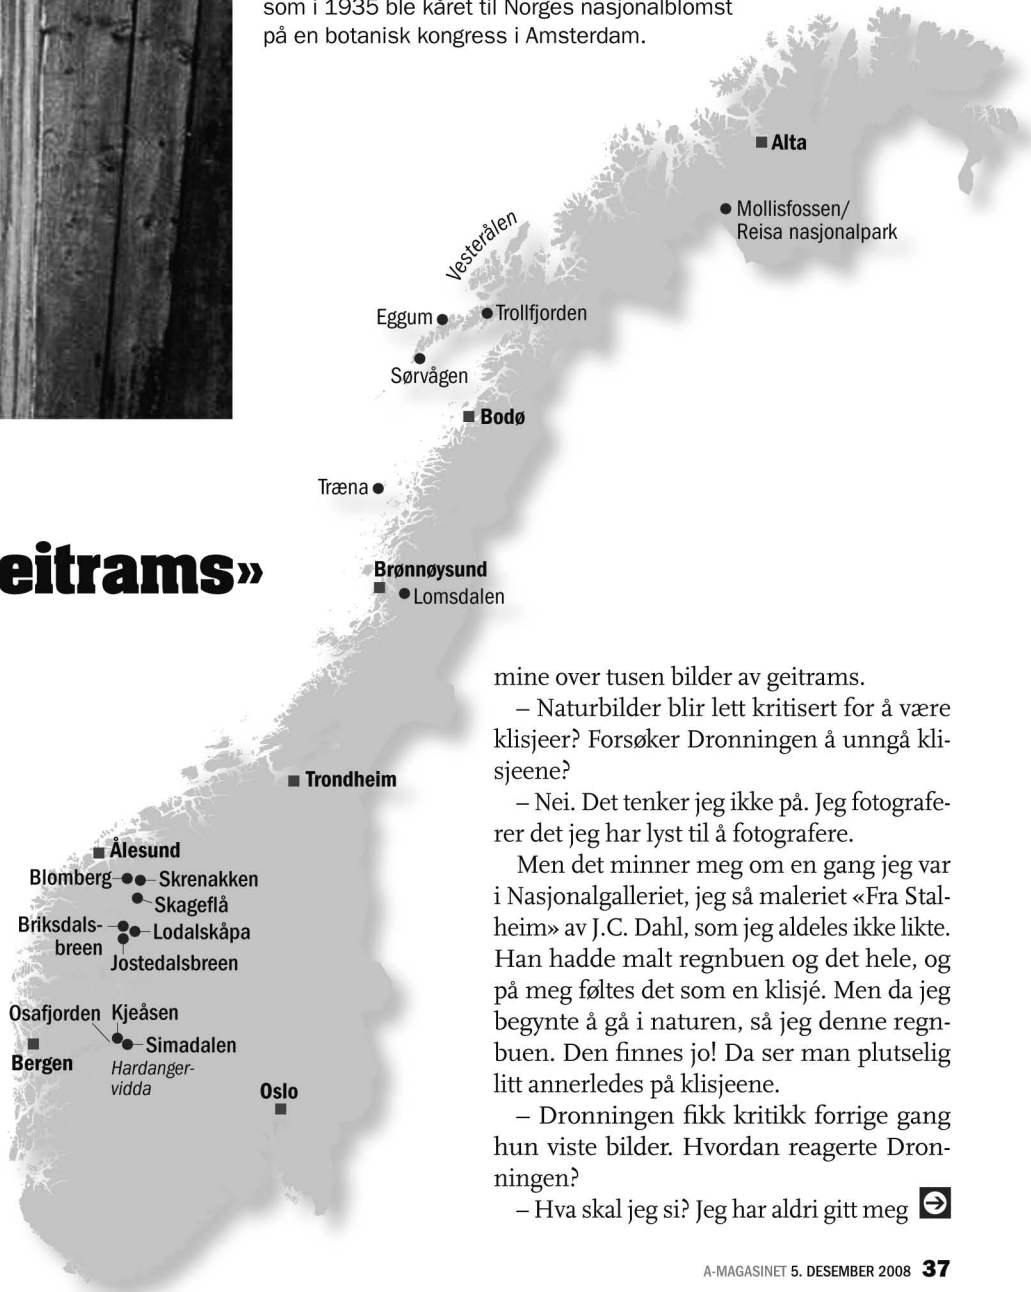 som i 1935 ble kåret til Norges nasjonalblomst
på en botanisk kongress i Amsterdam.
Alta
Mollisfossen/
Reisa nasjonalpark
Vesterålen
Eggum
Trollfjorden
Sørvågen
Bodø
Træna
eitrams»
Brønnøysund
Lomsdalen
Trondheim
Ålesund
Blomberg
Skrenakken
Skageflå
Briksdals-
breen
Lodalskåpa
Jostedalsbreen
Osafjorden
Kjeåsen
Simadalen
Bergen
Hardanger-
vidda
Oslo
mine over tusen bilder av geitrams.
– Naturbilder blir lett kritisert for å være
klisjeer? Forsøker Dronningen å unngå kli-
sjeene?
– Nei. Det tenker jeg ikke på. Jeg fotografe-
rer det jeg har lyst til å fotografere.
Men det minner meg om en gang jeg var
i Nasjonalgalleriet, jeg så maleriet «Fra Stal-
heim» av J.C. Dahl, som jeg aldeles ikke likte.
Han hadde malt regnbuen og det hele, og
på meg føltes det som en klisjé. Men da jeg
begynte å gå i naturen, så jeg denne regn-
buen. Den finnes jo! Da ser man plutselig
litt annerledes på klisjeene.
– Dronningen fikk kritikk forrige gang
hun viste bilder. Hvordan reagerte Dron-
ningen?
– Hva skal jeg si? Jeg har aldri gitt meg
A-MAGASINET 5. DESEMBER 2008 37